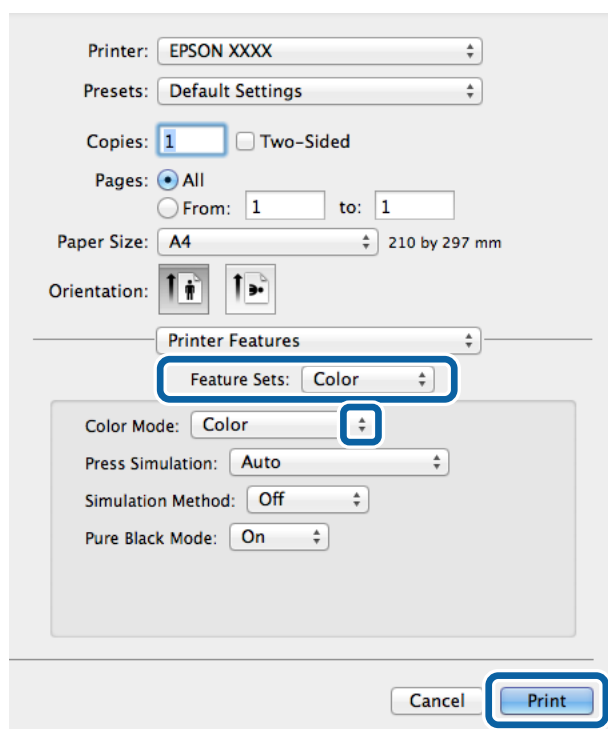 Printer: EPSON XXXX
Presets: Default Settings
Copies: 1 Two-Sided
Pages: All
From: 1 to: 1
Paper Size: A4 210 by 297 mm
Orientation:
Printer Features
Feature Sets: Color
Color Mode: Color
Press Simulation: Auto
Simulation Method: Off
Pure Black Mode: On
Cancel Print